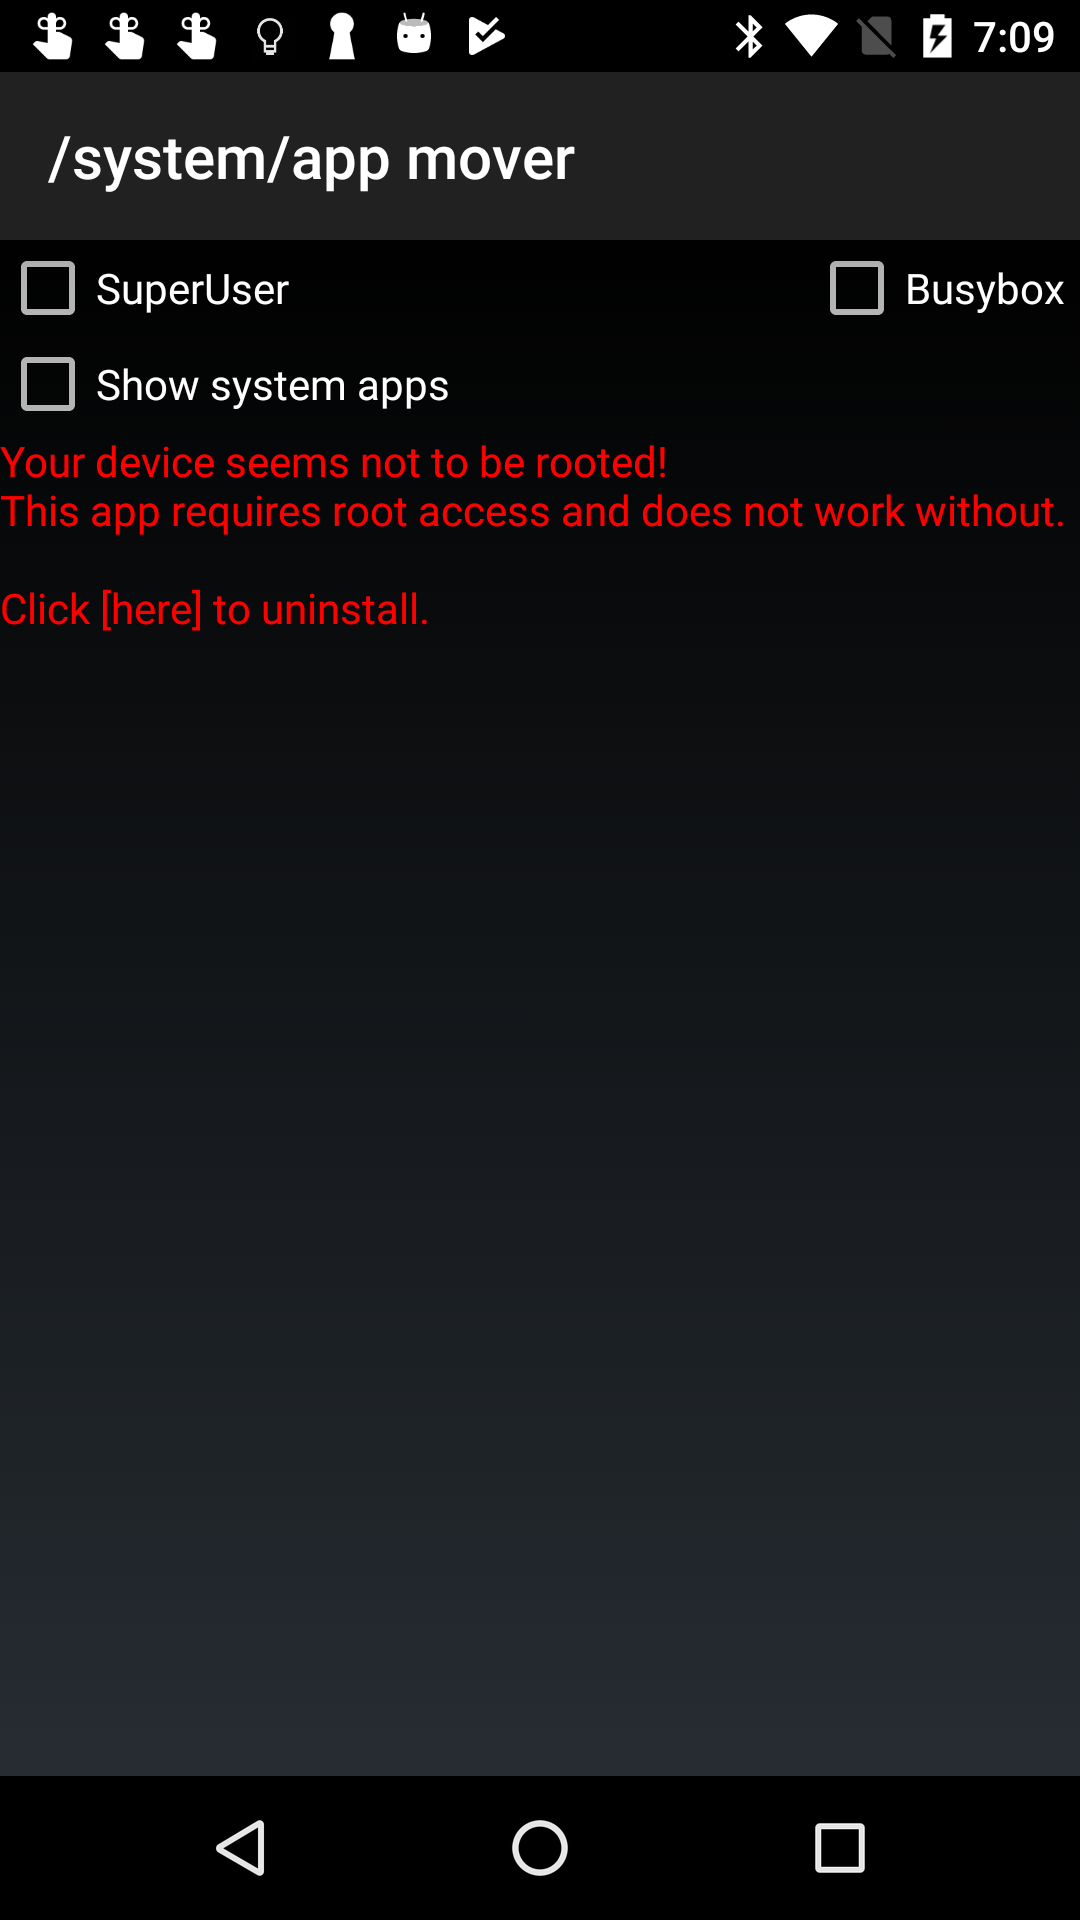 7:09
/system/app mover
SuperUser
Busybox
Show system apps
Your device seems not to be rooted!
This app requires root access and does not work without.
Click [here] to uninstall.